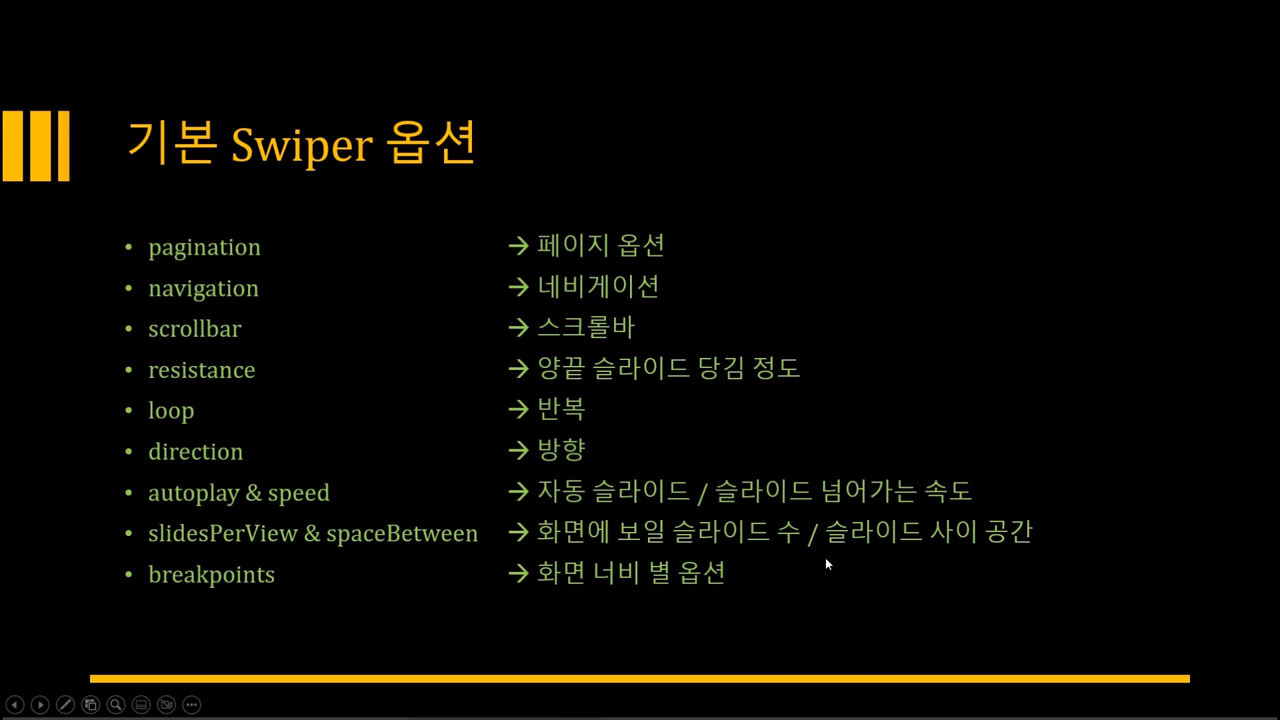 기본 Swiper 옵션
• pagination → 페이지 옵션
• navigation → 네비게이션
• scrollbar → 스크롤바
• resistance → 양끝 슬라이드 당김 정도
• loop → 반복
• direction → 방향
• autoplay & speed → 자동 슬라이드 / 슬라이드 넘어가는 속도
• slidesPerView & spaceBetween → 화면에 보일 슬라이드 수 / 슬라이드 사이 공간
• breakpoints → 화면 너비 별 옵션